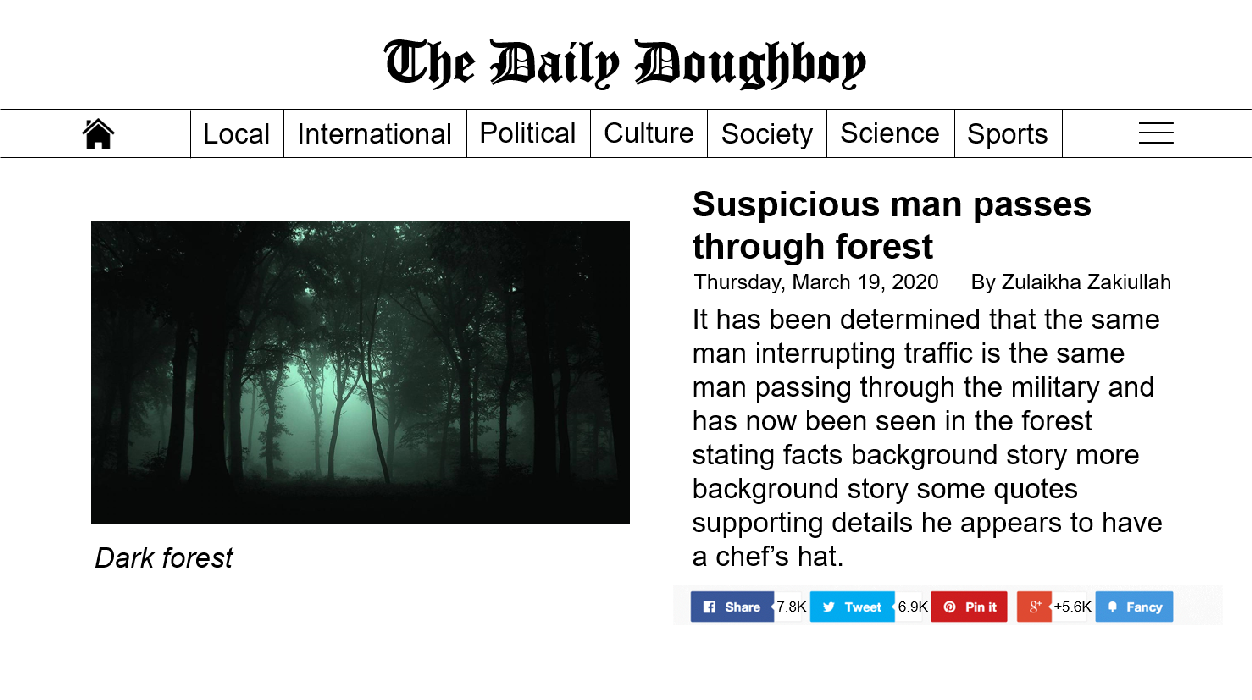 The Daily Doughboy
Local International Political Culture Society Science Sports
Suspicious man passes
through forest
Thursday, March 19, 2020 By Zulaikha Zakiullah
It has been determined that the same
man interrupting traffic is the same
man passing through the military and
has now been seen in the forest
stating facts background story more
background story some quotes
supporting details he appears to have
a chef’s hat.
Dark forest
Share 7.8K Tweet 6.9K Pin it g+ +5.6K Fancy